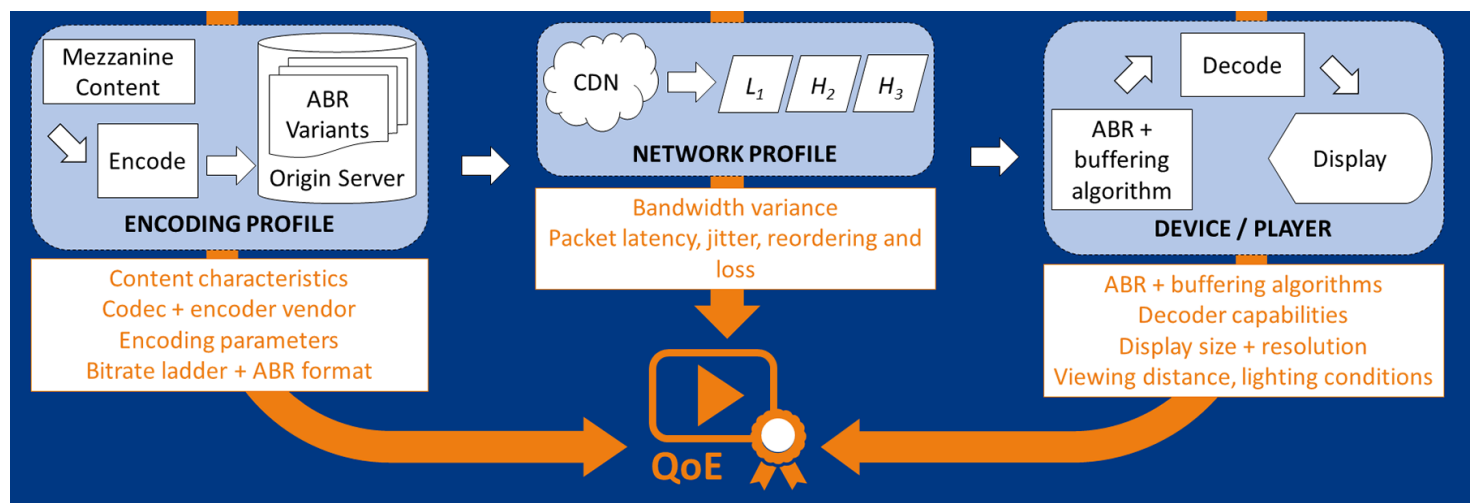 Mezzanine
Content
Encode
ABR
Variants
Origin Server
ENCODING PROFILE
Content characteristics
Codec + encoder vendor
Encoding parameters
Bitrate ladder + ABR format
CDN
L1
H2
H3
NETWORK PROFILE
Bandwidth variance
Packet latency, jitter, reordering and
loss
Decode
ABR +
buffering
algorithm
Display
DEVICE / PLAYER
ABR + buffering algorithms
Decoder capabilities
Display size + resolution
Viewing distance, lighting conditions
QoE